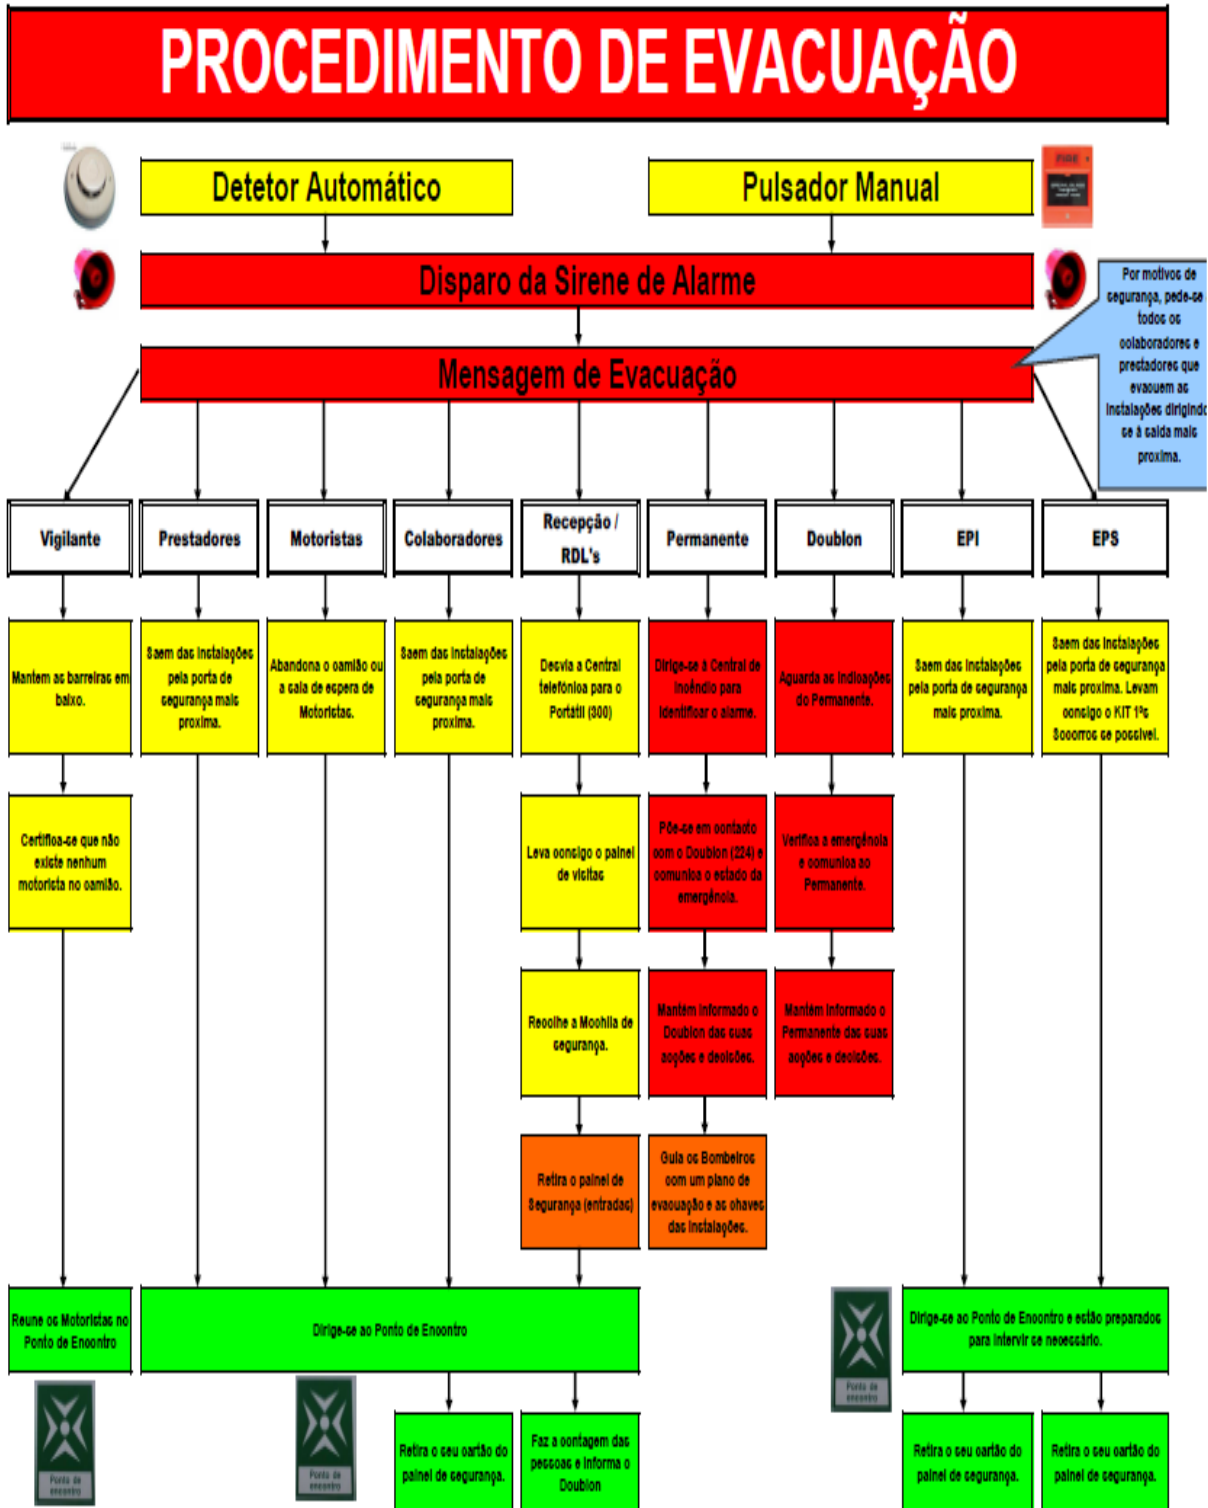 PROCEDIMENTO DE EVACUAÇÃO
Detetor Automático
Pulsador Manual
Disparo da Sirene de Alarme
Mensagem de Evacuação
Por motivos de
segurança, pede-se
todos os
colaboradores e
prestadores que
evacuem as
Instalações dirigindo
se à saída mais
proxima.
Vigilante
Prestadores
Motoristas
Colaboradores
Recepção /
RDL's
Permanente
Doublon
EPI
EPS
Mantem as barreiras em
baixo.
Saem das Instalações
pela porta de
segurança mais
proxima.
Abandona o camião ou
a sala de espera de
Motoristas.
Saem das Instalações
pela porta de
segurança mais
proxima.
Desvia a Central
telefónica para o
Portátil (300)
Dirige-se à Central de
Incêndio para
Identificar o alarme.
Aguarda as Indicações
do Permanente.
Saem das Instalações
pela porta de segurança
mais proxima.
Saem das Instalações
pela porta de segurança
mais proxima. Levam
consigo o KIT 1ºs
Socorros se possivel.
Certifica-se que não
existe nenhum
motorista no camião.
Leva consigo o painel
de visitas
Põe-se em contacto
com o Doublon (224) e
comunica o estado da
emergência.
Verifica a emergência
e comunica ao
Permanente.
Recolhe a Mochila de
segurança.
Mantém informado o
Doublon das suas
acções e decisões.
Mantém informado o
Permanente das suas
acções e decisões.
Retira o painel de
Segurança (entradas)
Guia os Bombeiros
com um plano de
evacuação e as chaves
das Instalações.
Reune os Motoristas no
Ponto de Encontro
Dirige-se ao Ponto de Encontro
Dirige-se ao Ponto de Encontro e estão preparados
para Intervir se necessário.
Ponto de
encontro
Ponto de
encontro
Ponto de
encontro
Retira o seu cartão do
painel de segurança.
Faz a contagem das
pessoas e informa o
Doublon
Retira o seu cartão do
painel de segurança.
Retira o seu cartão do
painel de segurança.